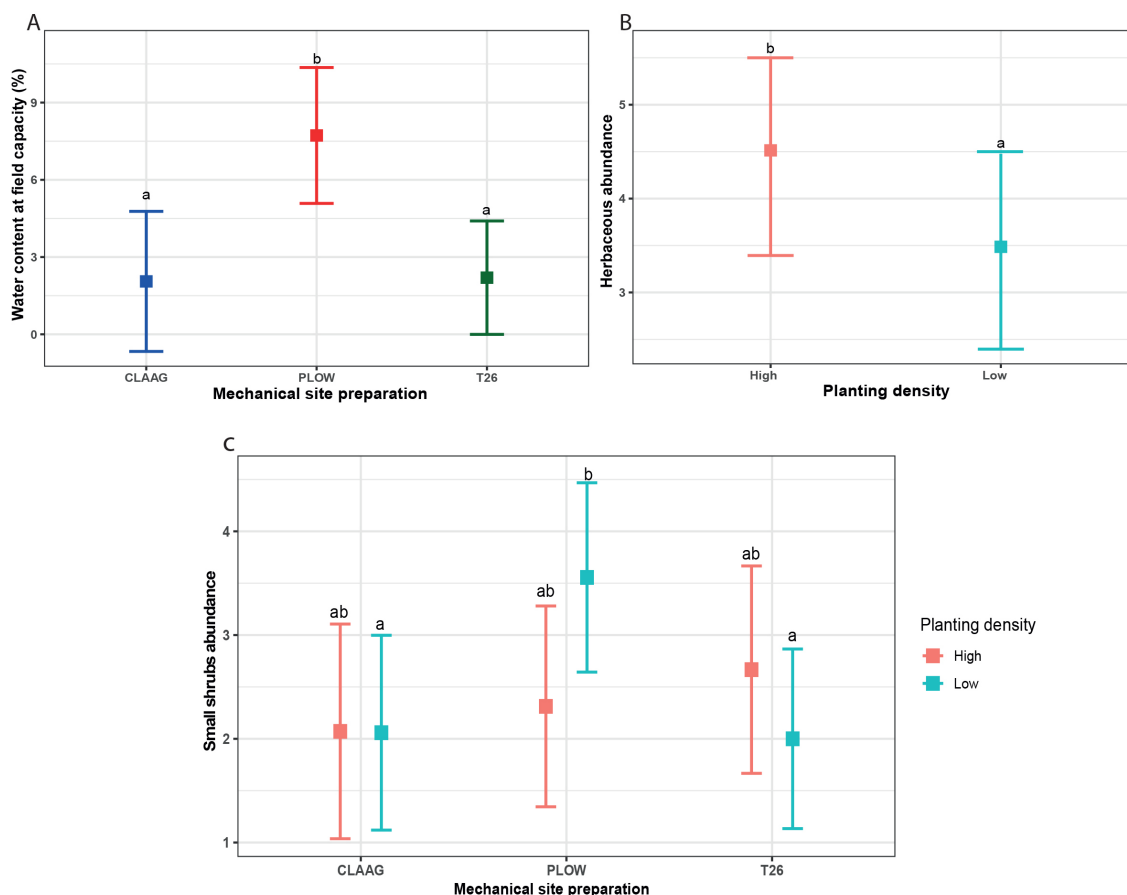 A
Water content at field capacity (%)
9
6
3
0
a
b
a
CLAAG
PLOW
T26
Mechanical site preparation
B
Herbaceous abundance
5
4
3
b
a
High
Low
Planting density
C
Small shrubs abundance
4
3
2
1
ab
a
ab
b
ab
a
CLAAG
PLOW
T26
Mechanical site preparation
Planting density
High
Low